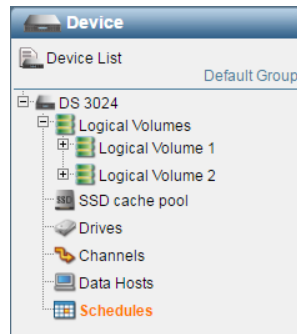 Device
Device List
Default Group
DS 3024
Logical Volumes
Logical Volume 1
Logical Volume 2
SSD cache pool
Drives
Channels
Data Hosts
Schedules